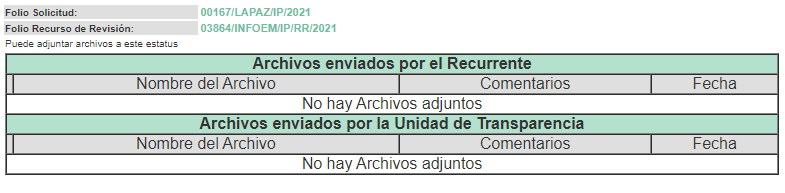 Folio Solicitud: 00167/LAPAZ/IP/2021
Folio Recurso de Revisión: 03864/INFOEM/IP/RR/2021
Puede adjuntar archivos a este estatus
Archivos enviados por el Recurrente
Nombre del Archivo Comentarios Fecha
No hay Archivos adjuntos
Archivos enviados por la Unidad de Transparencia
Nombre del Archivo Comentarios Fecha
No hay Archivos adjuntos